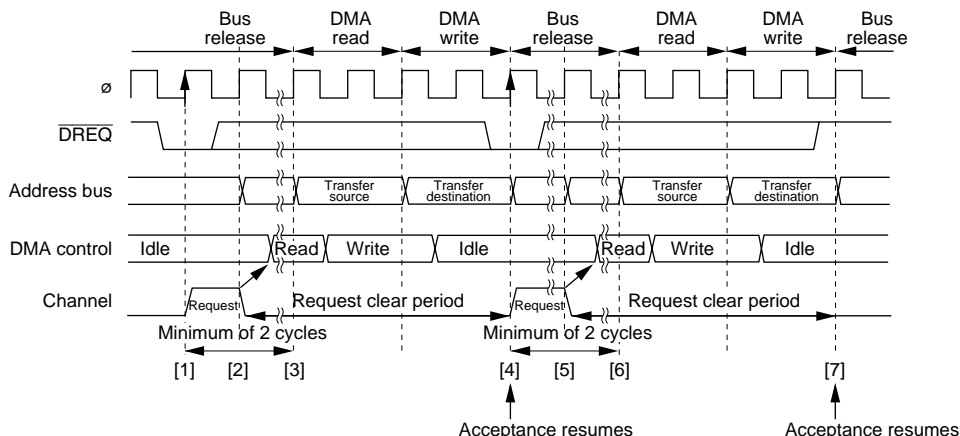 Bus release DMA read DMA write Bus release DMA read DMA write Bus release
ø
DREQ
Address bus Transfer source Transfer destination Transfer source Transfer destination
DMA control Idle Read Write Idle Read Write Idle
Channel Request Request clear period Request Request clear period
Minimum of 2 cycles Minimum of 2 cycles
[1] [2] [3] [4] [5] [6] [7]
Acceptance resumes Acceptance resumes